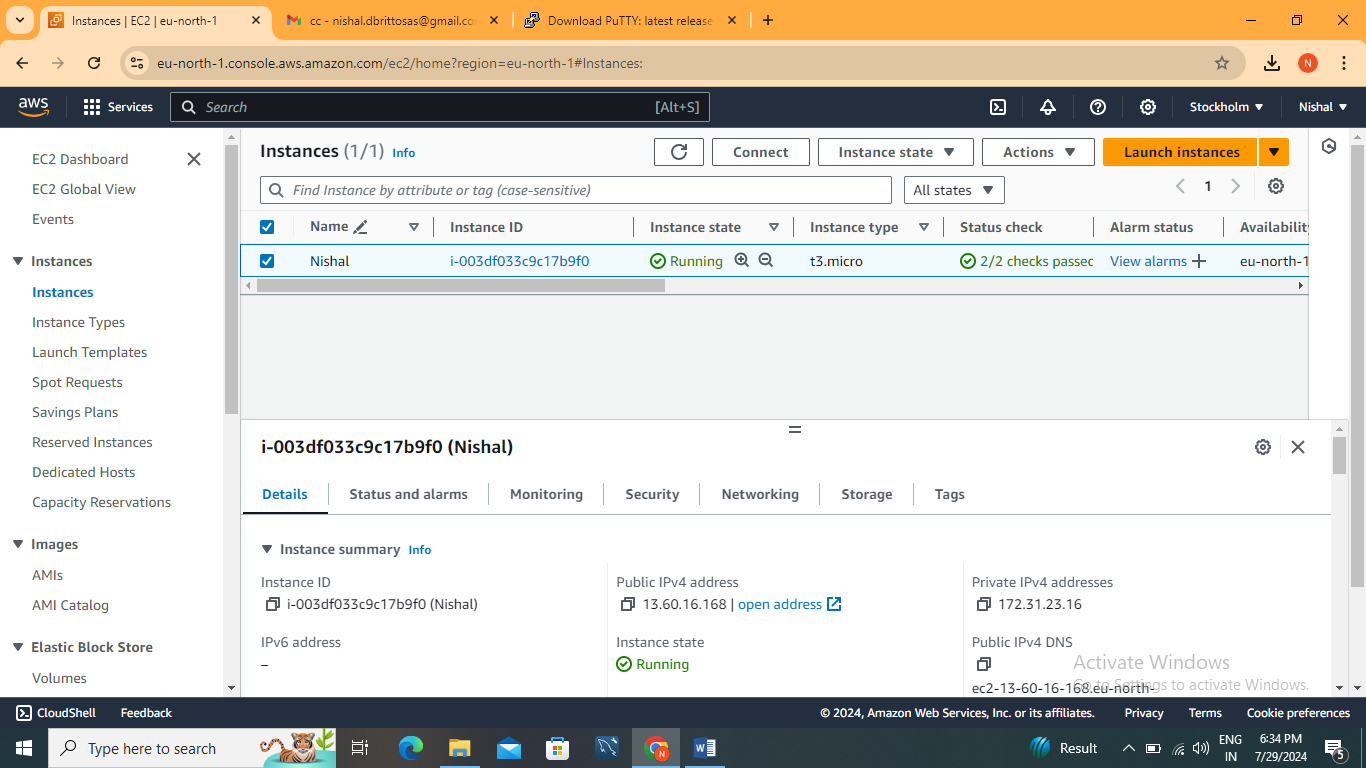 Instances | EC2 | eu-north-1
cc - nishal.dbrittosas@gmail.co
Download PuTTY: latest release
eu-north-1.console.aws.amazon.com/ec2/home?region=eu-north-1#Instances:
N
aws
Services
Search
[Alt+S]
Stockholm
Nishal
EC2 Dashboard
EC2 Global View
Events
Instances
Instances
Instance Types
Launch Templates
Spot Requests
Savings Plans
Reserved Instances
Dedicated Hosts
Capacity Reservations
Images
AMIs
AMI Catalog
Elastic Block Store
Volumes
Instances (1/1) Info
Connect
Instance state
Actions
Launch instances
Find Instance by attribute or tag (case-sensitive)
All states
1
Name
Instance ID
Instance state
Instance type
Status check
Alarm status
Availability
Nishal
i-003df033c9c17b9f0
Running
t3.micro
2/2 checks passec
View alarms
eu-north-1
i-003df033c9c17b9f0 (Nishal)
Details
Status and alarms
Monitoring
Security
Networking
Storage
Tags
Instance summary Info
Instance ID
i-003df033c9c17b9f0 (Nishal)
Public IPv4 address
13.60.16.168 | open address
Private IPv4 addresses
172.31.23.16
IPv6 address
–
Instance state
Running
Public IPv4 DNS
ec2-13-60-16-168.eu-north-
Activate Windows
Go to Settings to activate Windows.
CloudShell
Feedback
© 2024, Amazon Web Services, Inc. or its affiliates.
Privacy
Terms
Cookie preferences
Type here to search
Result
ENG
IN
6:34 PM
7/29/2024
5